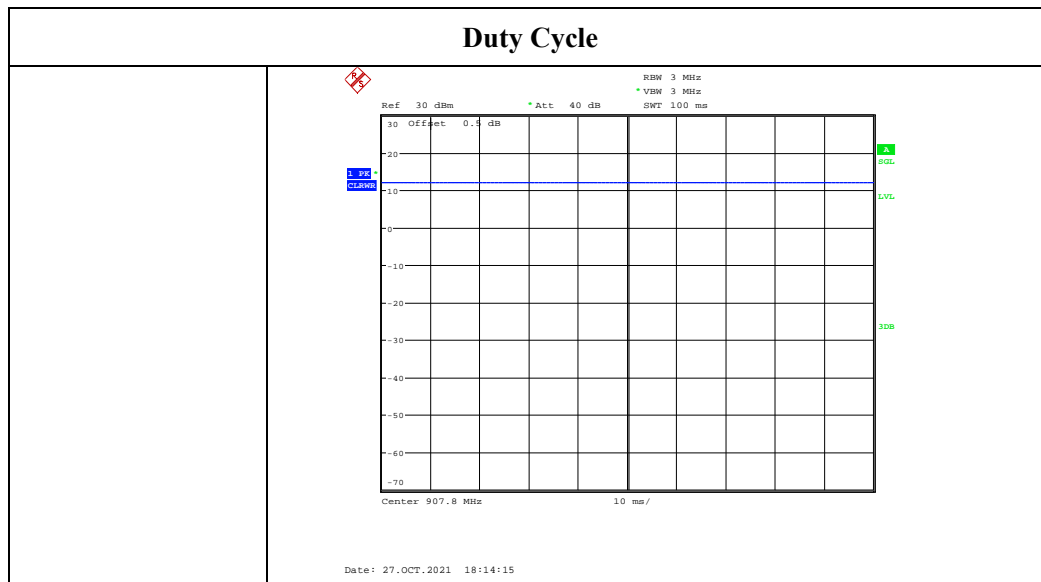 Duty Cycle
R S
RBW 3 MHz
* VBW 3 MHz
Ref 30 dBm * Att 40 dB SWT 100 ms
30 Offset 0.5 dB
A
20
SGL
1 PK *
CLRWR
10
LVL
0
-10
-20
3DB
-30
-40
-50
-60
-70
Center 907.8 MHz 10 ms/
Date: 27.OCT.2021 18:14:15